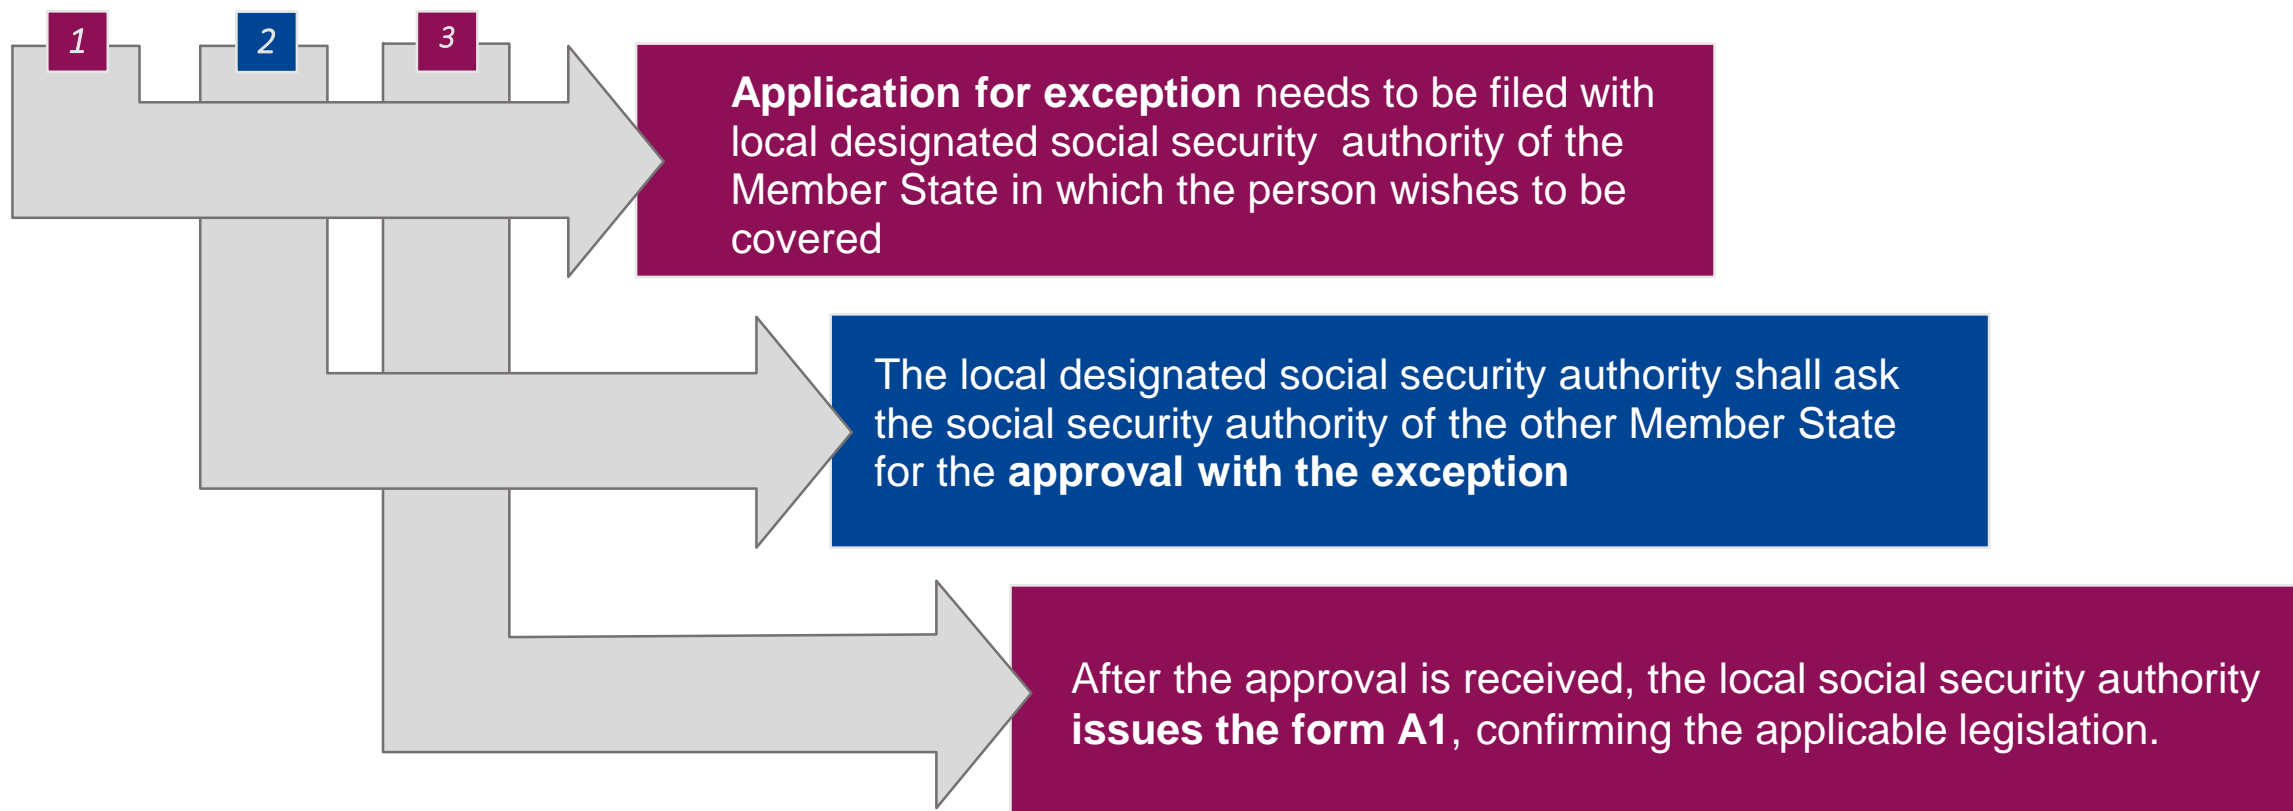 1
2
3
Application for exception needs to be filed with
local designated social security  authority of the
Member State in which the person wishes to be
covered
The local designated social security authority shall ask
the social security authority of the other Member State
for the approval with the exception
After the approval is received, the local social security authority
issues the form A1, confirming the applicable legislation.